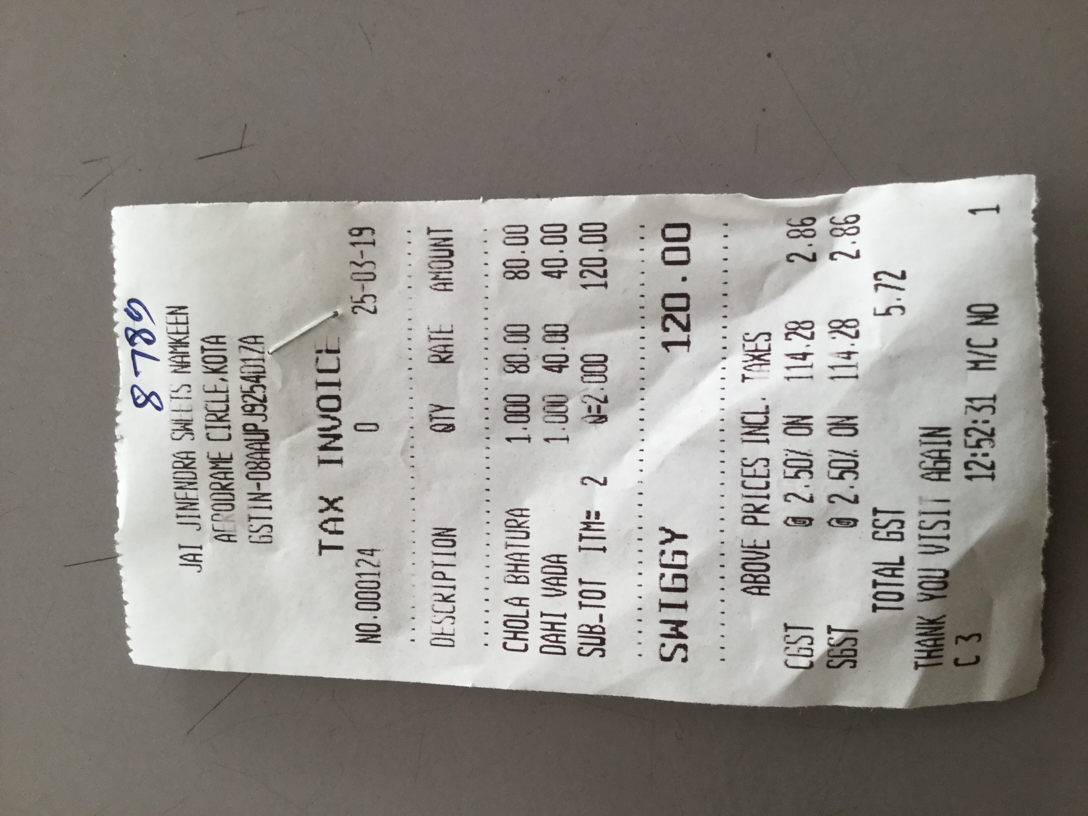 8789
JAI JINENDRA SWEETS NAMKEEN
AERODRAME CIRCLE,KOTA
GSTIN-08AAUPJ9254D1ZA
TAX INVOICE
NO.000124 0 25-03-19
DESCRIPTION QTY RATE AMOUNT
CHOLA BHATURA 1.000 80.00 80.00
DAHI VADA 1.000 40.00 40.00
SUB-TOT ITM= 2 Q=2.000 120.00
SWIGGY 120.00
ABOVE PRICES INCL. TAXES
CGST @ 2.50% ON 114.28 2.86
SGST @ 2.50% ON 114.28 2.86
TOTAL GST 5.72
THANK YOU VISIT AGAIN
C 3 12:52:31 M/C NO 1